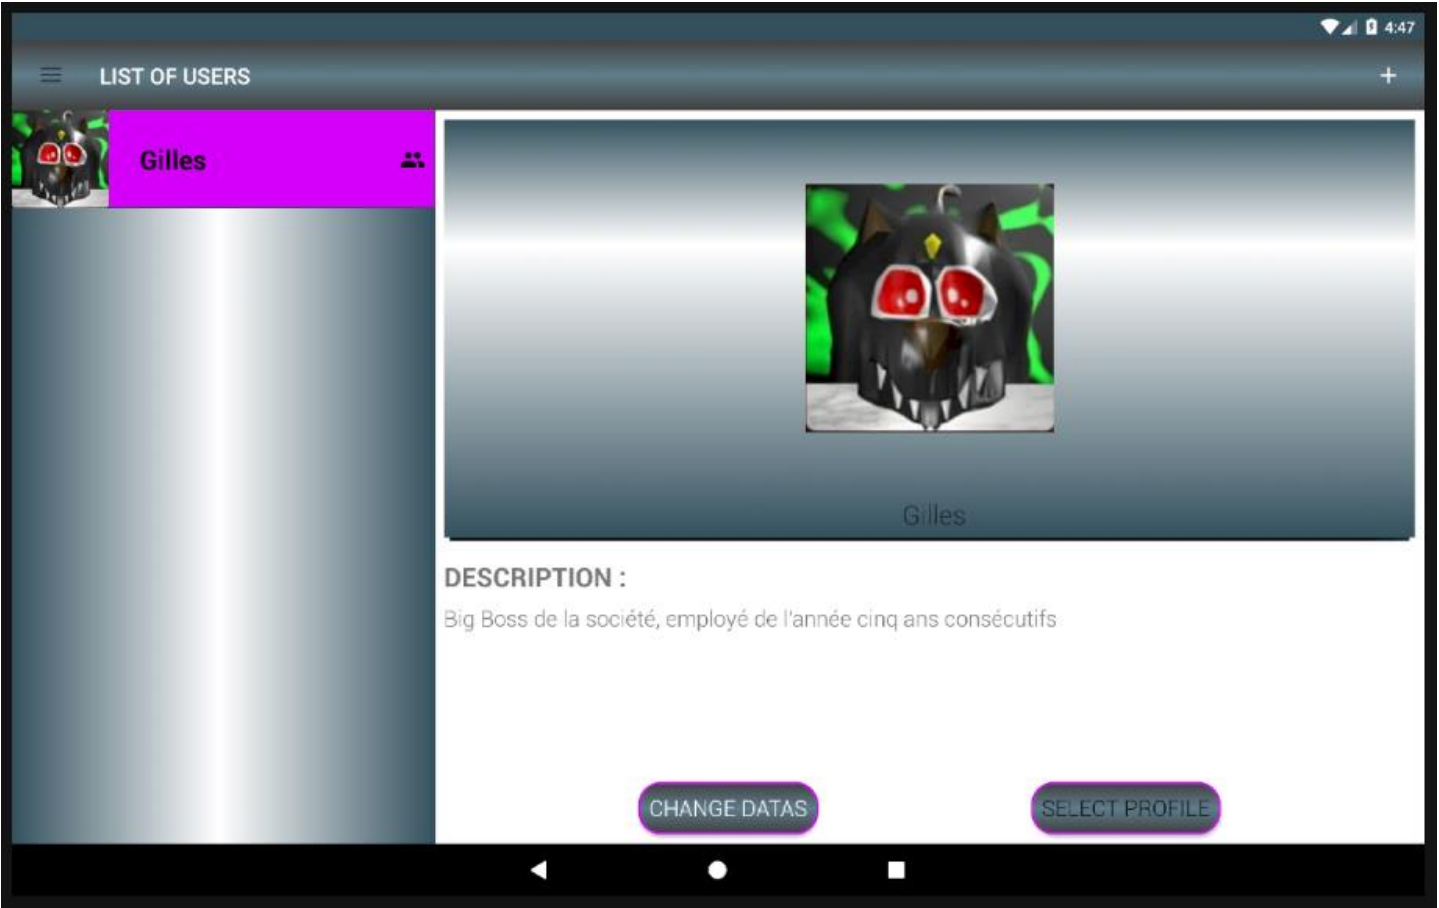 4:47
LIST OF USERS
Gilles
Gilles
DESCRIPTION :
Big Boss de la société, employé de l'année cinq ans consécutifs
CHANGE DATAS
SELECT PROFILE